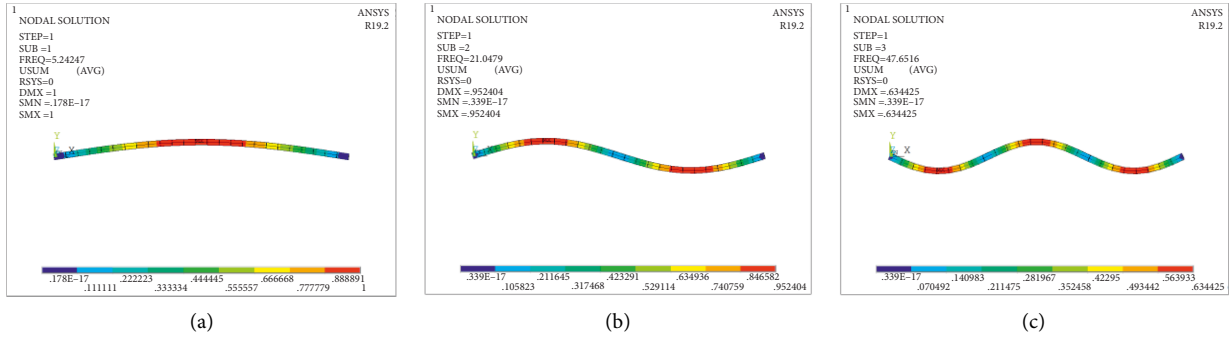 1
NODAL SOLUTION
ANSYS
R19.2
STEP=1
SUB =1
FREQ=5.24247
USUM (AVG)
RSYS=0
DMX =1
SMN =.178E-17
SMX =1
Y
Z X
.178E-17 .222223 .444445 .666668 .888891
.111111 .333334 .555557 .777779 1
(a)
1
NODAL SOLUTION
ANSYS
R19.2
STEP=1
SUB =2
FREQ=21.0479
USUM (AVG)
RSYS=0
DMX =.952404
SMN =.339E-17
SMX =.952404
Y
X
.339E-17 .211645 .423291 .634936 .846582
.105823 .317468 .529114 .740759 .952404
(b)
1
NODAL SOLUTION
ANSYS
R19.2
STEP=1
SUB =3
FREQ=47.6516
USUM (AVG)
RSYS=0
DMX =.634425
SMN =.339E-17
SMX =.634425
Y
Z X
.339E-17 .140983 .281967 .42295 .563933
.070492 .211475 .352458 .493442 .634425
(c)